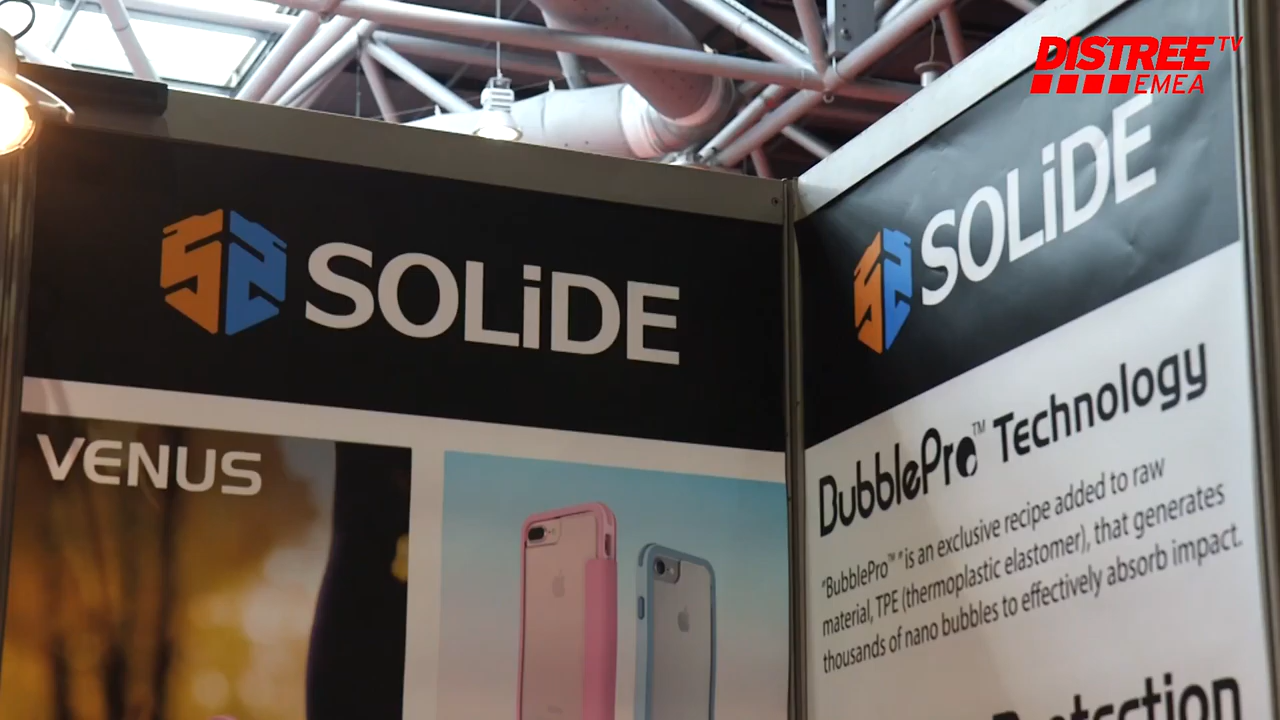 DISTREE TV
EMEA
SOLiDE
VENUS
SOLiDE
BubblePro™ Technology
"BubblePro™" is an exclusive recipe added to raw
material, TPE (thermoplastic elastomer), that generates
thousands of nano bubbles to effectively absorb impact.